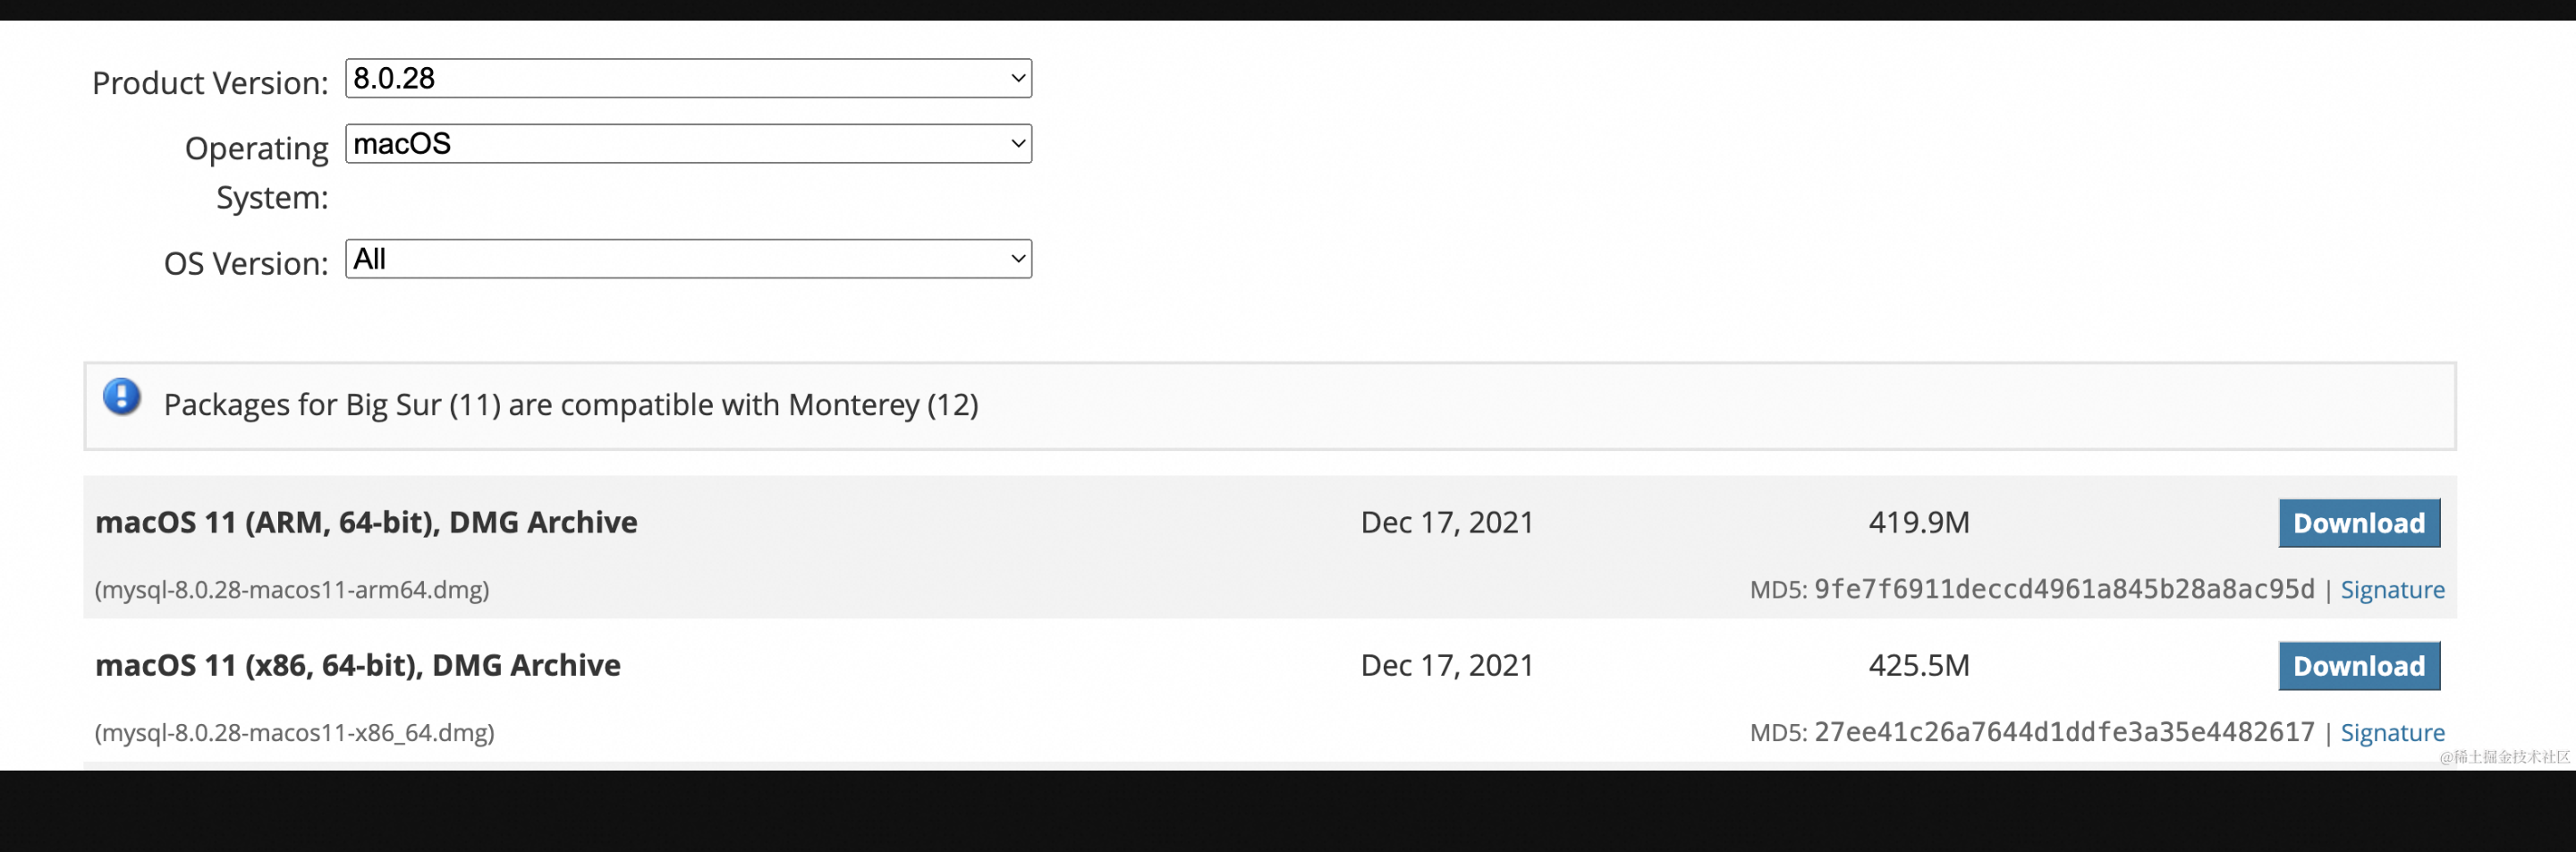 Product Version: 8.0.28
Operating System: macOS
OS Version: All
Packages for Big Sur (11) are compatible with Monterey (12)
macOS 11 (ARM, 64-bit), DMG Archive Dec 17, 2021 419.9M Download
(mysql-8.0.28-macos11-arm64.dmg) MD5: 9fe7f6911deccd4961a845b28a8ac95d | Signature
macOS 11 (x86, 64-bit), DMG Archive Dec 17, 2021 425.5M Download
(mysql-8.0.28-macos11-x86_64.dmg) MD5: 27ee41c26a7644d1ddfe3a35e4482617 | Signature
@稀土掘金技术社区